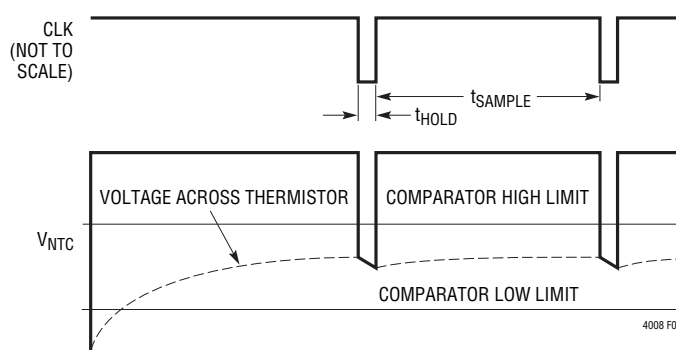 CLK
(NOT TO
SCALE)
tSAMPLE
tHOLD
VOLTAGE ACROSS THERMISTOR
COMPARATOR HIGH LIMIT
VNTC
COMPARATOR LOW LIMIT
4008 F0